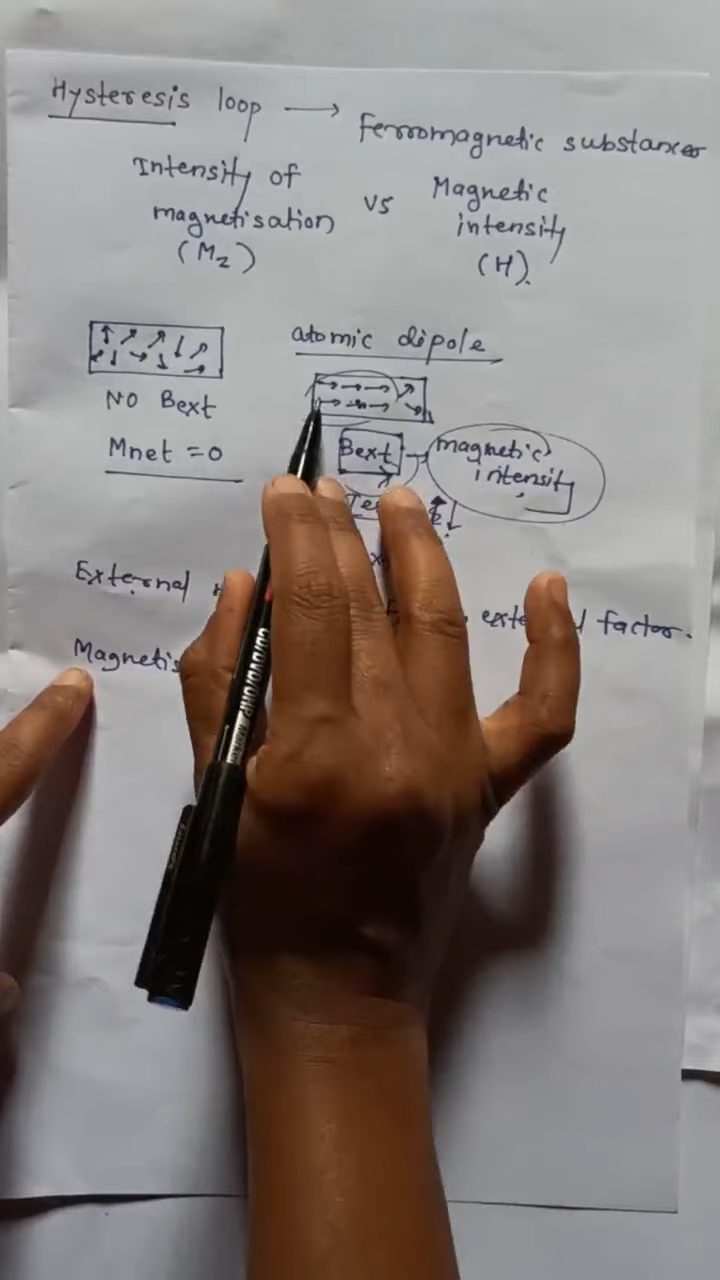 Hysteresis loop → Ferromagnetic substances
Intensity of magnetisation (Mz) vs Magnetic intensity (H).
atomic dipole
NO Bext
Mnet = 0
Bext → magnetic intensity
External
factor.
Magnetis